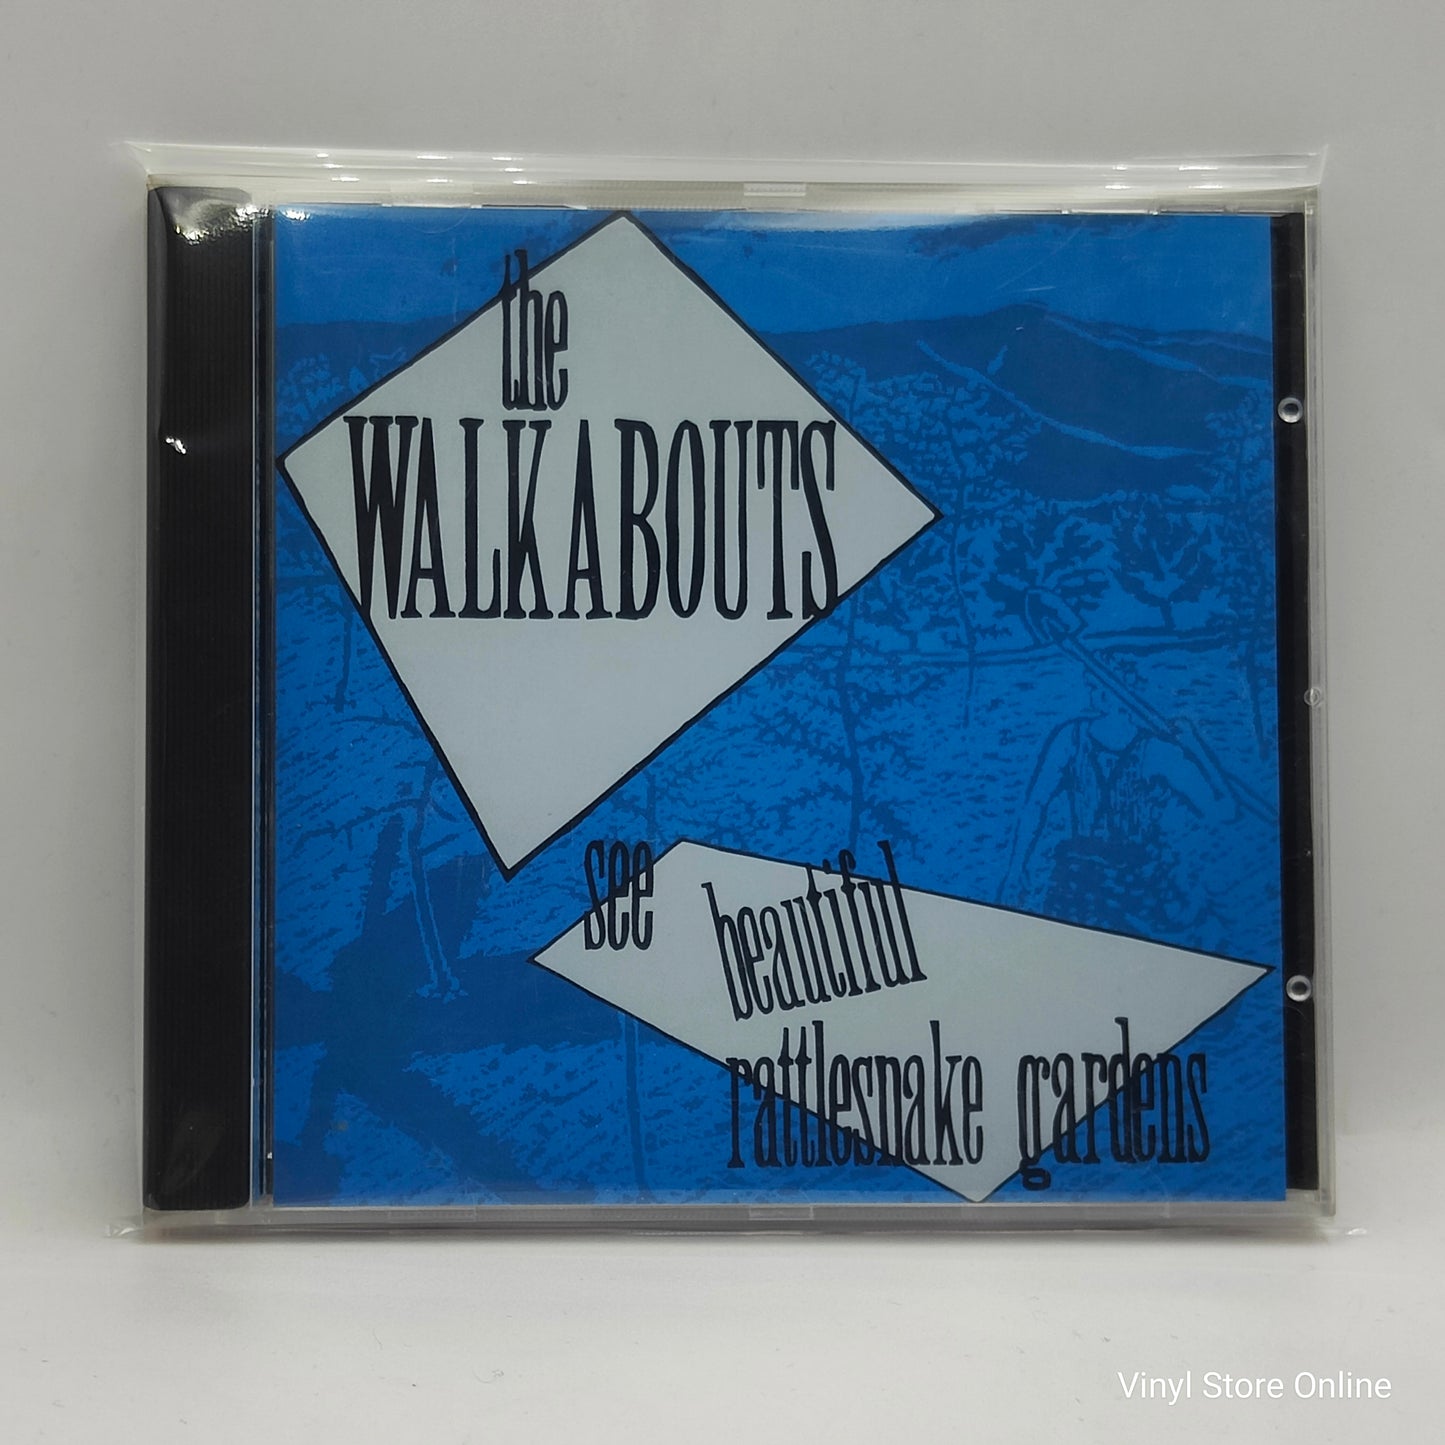 the
WALKABOUTS
see
beautiful
rattlesnake gardens
Vinyl Store Online